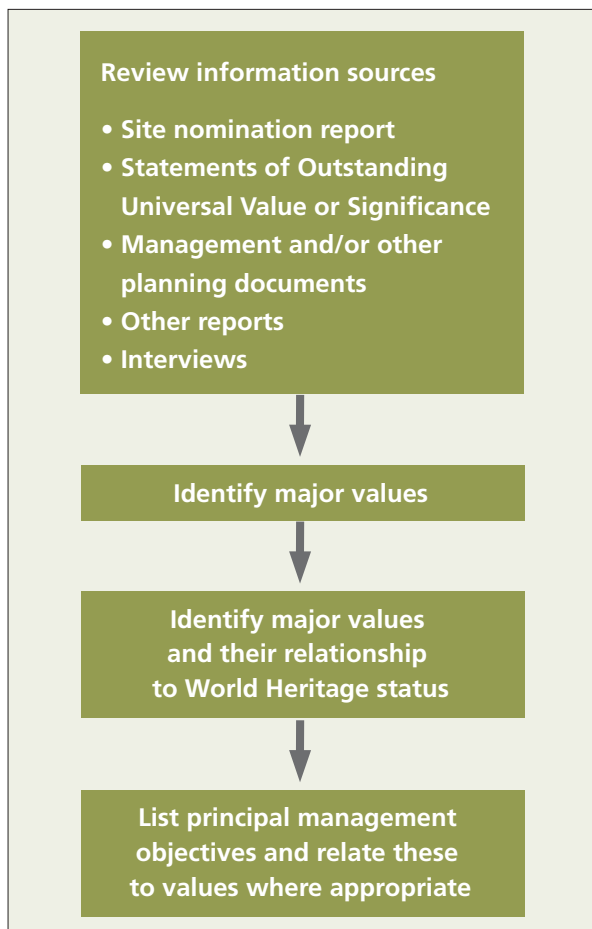 Review information sources
• Site nomination report
• Statements of Outstanding
Universal Value or Significance
• Management and/or other
planning documents
• Other reports
• Interviews
Identify major values
Identify major values
and their relationship
to World Heritage status
List principal management
objectives and relate these
to values where appropriate